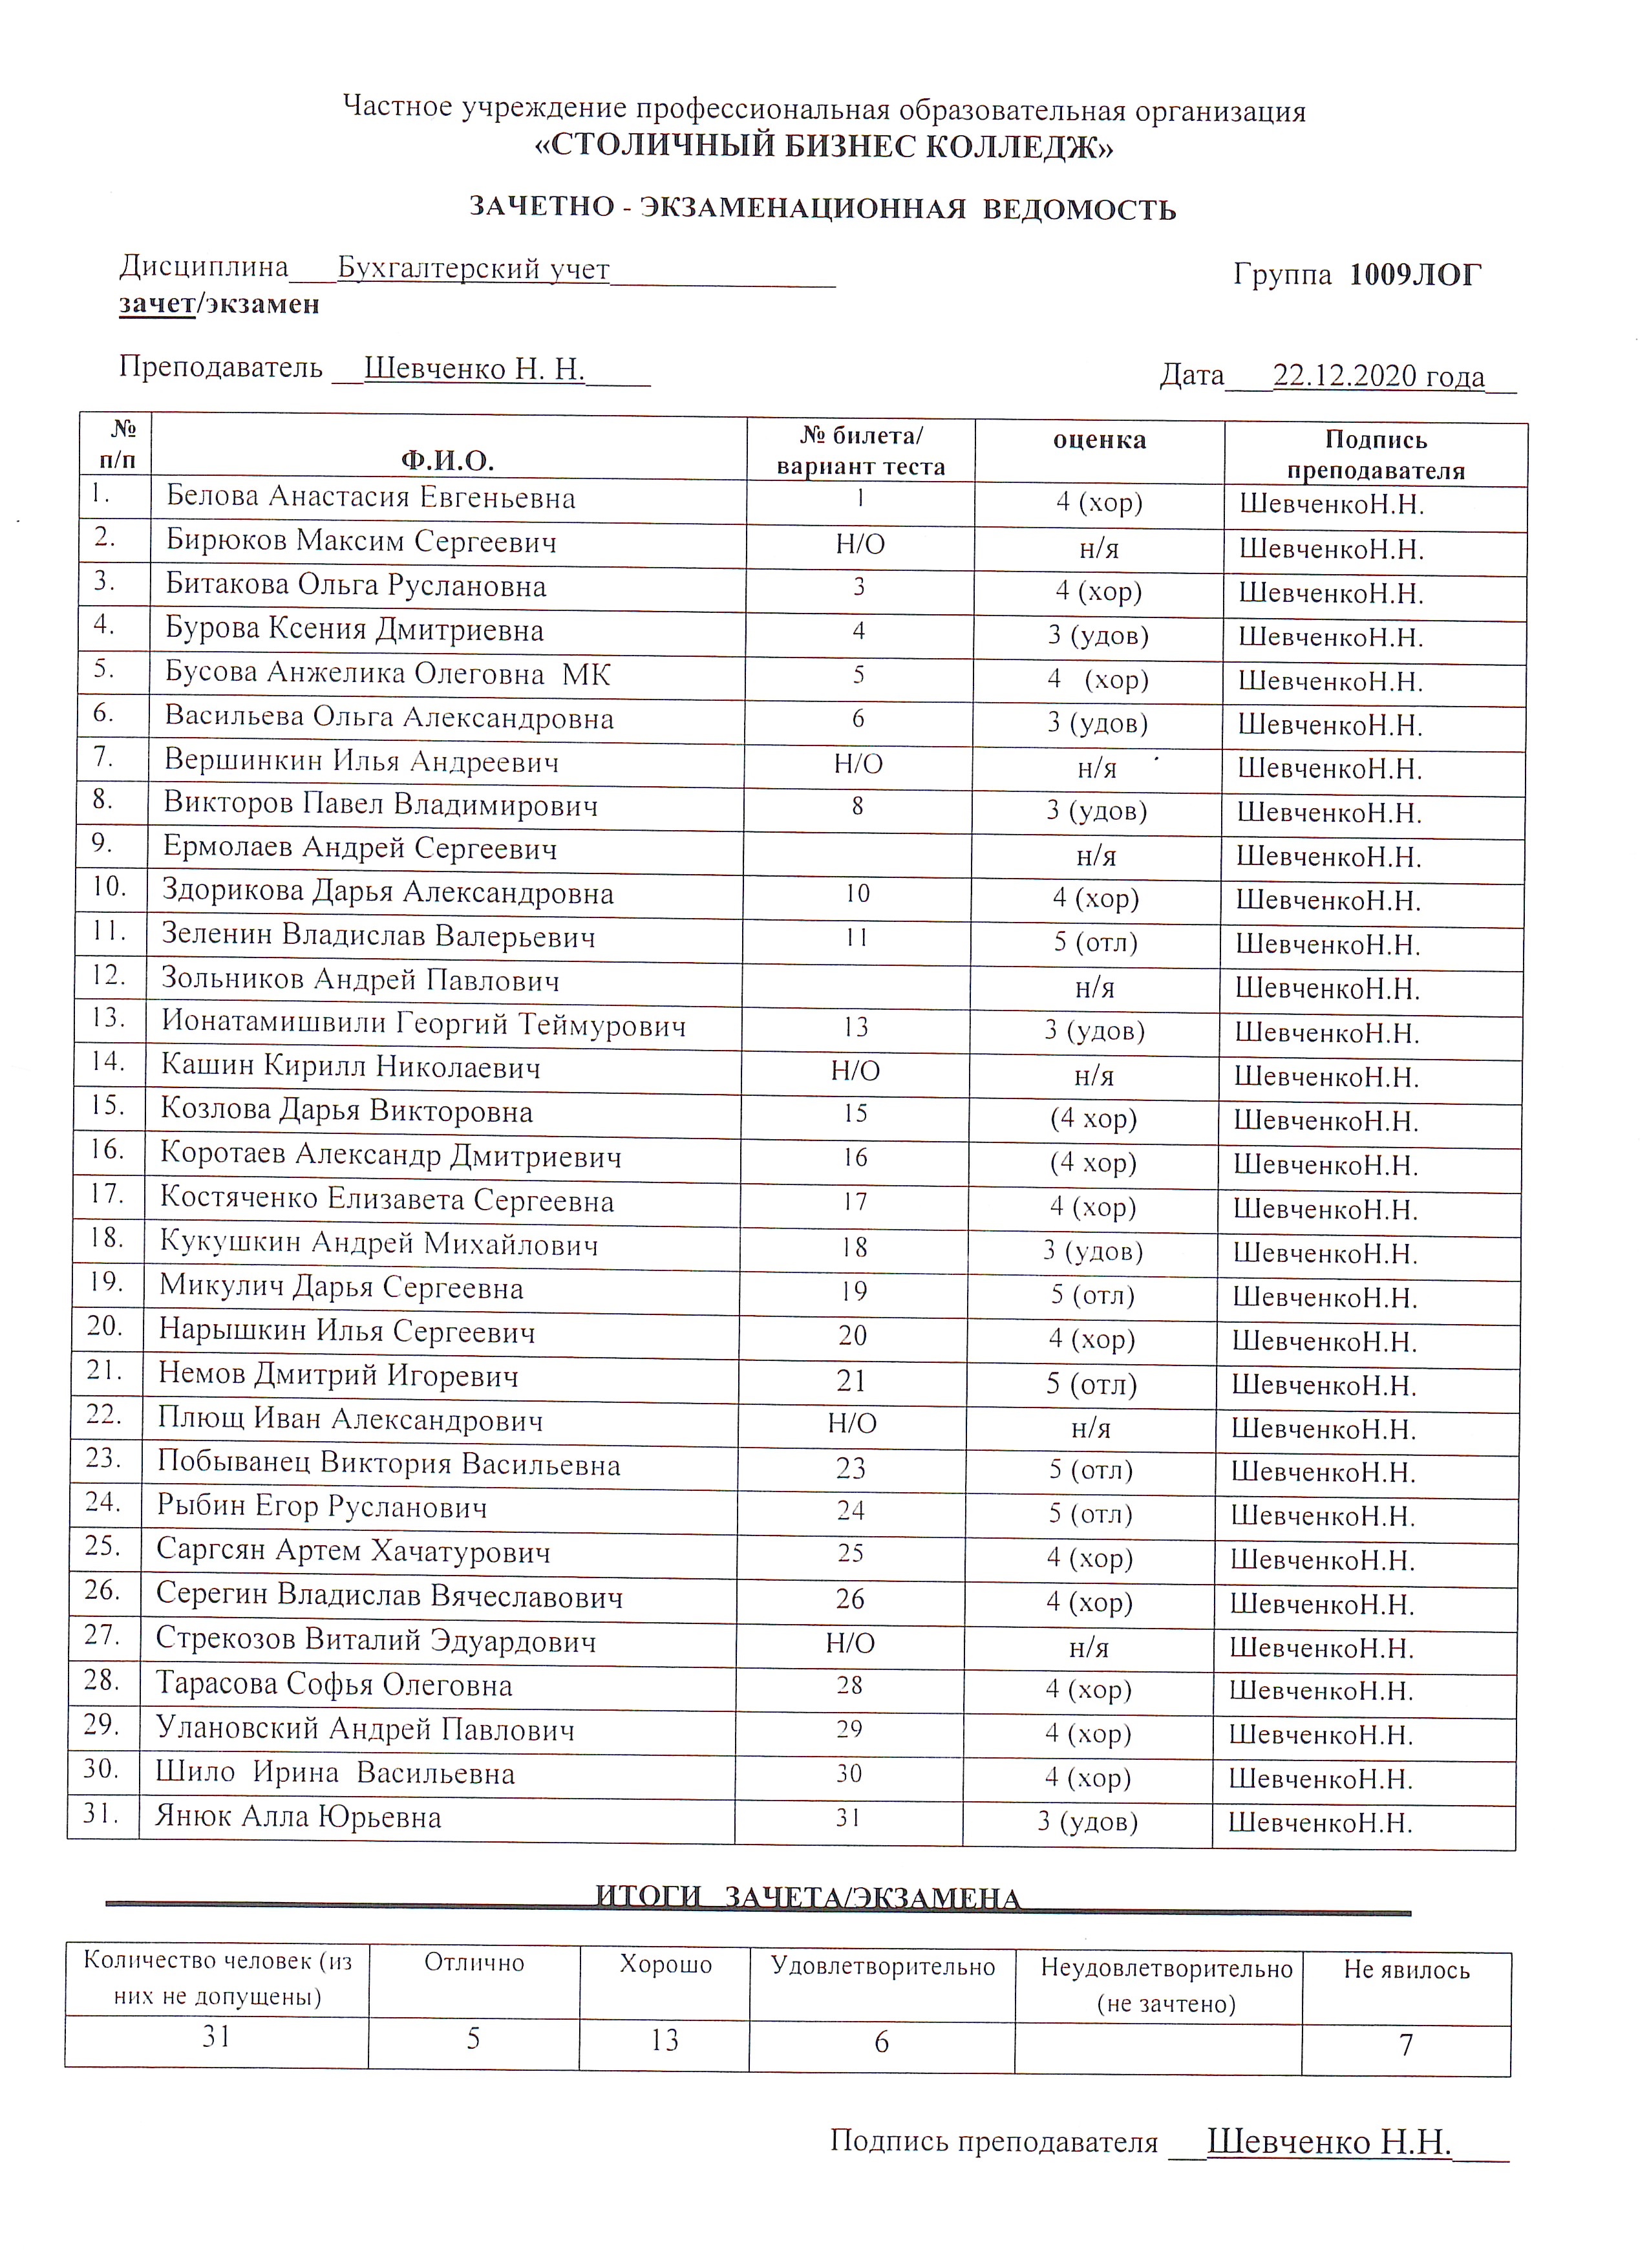 Частное учреждение профессиональная образовательная организация
«СТОЛИЧНЫЙ БИЗНЕС КОЛЛЕДЖ»
ЗАЧЕТНО - ЭКЗАМЕНАЦИОННАЯ ВЕДОМОСТЬ
Дисциплина___Бухгалтерский учет______________ Группа 1009ЛОГ
зачет/экзамен
Преподаватель __Шевченко Н. Н.____ Дата___22.12.2020 года__
№ п/п Ф.И.О. № билета/ вариант теста оценка Подпись преподавателя
1. Белова Анастасия Евгеньевна 1 4 (хор) ШевченкоН.Н.
2. Бирюков Максим Сергеевич Н/О н/я ШевченкоН.Н.
3. Битакова Ольга Руслановна 3 4 (хор) ШевченкоН.Н.
4. Бурова Ксения Дмитриевна 4 3 (удов) ШевченкоН.Н.
5. Бусова Анжелика Олеговна МК 5 4 (хор) ШевченкоН.Н.
6. Васильева Ольга Александровна 6 3 (удов) ШевченкоН.Н.
7. Вершинкин Илья Андреевич Н/О н/я ШевченкоН.Н.
8. Викторов Павел Владимирович 8 3 (удов) ШевченкоН.Н.
9. Ермолаев Андрей Сергеевич н/я ШевченкоН.Н.
10. Здорикова Дарья Александровна 10 4 (хор) ШевченкоН.Н.
11. Зеленин Владислав Валерьевич 11 5 (отл) ШевченкоН.Н.
12. Зольников Андрей Павлович н/я ШевченкоН.Н.
13. Ионатамишвили Георгий Теймурович 13 3 (удов) ШевченкоН.Н.
14. Кашин Кирилл Николаевич Н/О н/я ШевченкоН.Н.
15. Козлова Дарья Викторовна 15 (4 хор) ШевченкоН.Н.
16. Коротаев Александр Дмитриевич 16 (4 хор) ШевченкоН.Н.
17. Костяченко Елизавета Сергеевна 17 4 (хор) ШевченкоН.Н.
18. Кукушкин Андрей Михайлович 18 3 (удов) ШевченкоН.Н.
19. Микулич Дарья Сергеевна 19 5 (отл) ШевченкоН.Н.
20. Нарышкин Илья Сергеевич 20 4 (хор) ШевченкоН.Н.
21. Немов Дмитрий Игоревич 21 5 (отл) ШевченкоН.Н.
22. Плющ Иван Александрович Н/О н/я ШевченкоН.Н.
23. Побыванец Виктория Васильевна 23 5 (отл) ШевченкоН.Н.
24. Рыбин Егор Русланович 24 5 (отл) ШевченкоН.Н.
25. Саргсян Артем Хачатурович 25 4 (хор) ШевченкоН.Н.
26. Серегин Владислав Вячеславович 26 4 (хор) ШевченкоН.Н.
27. Стрекозов Виталий Эдуардович Н/О н/я ШевченкоН.Н.
28. Тарасова Софья Олеговна 28 4 (хор) ШевченкоН.Н.
29. Улановский Андрей Павлович 29 4 (хор) ШевченкоН.Н.
30. Шило Ирина Васильевна 30 4 (хор) ШевченкоН.Н.
31. Янюк Алла Юрьевна 31 3 (удов) ШевченкоН.Н.
ИТОГИ ЗАЧЕТА/ЭКЗАМЕНА
Количество человек (из них не допущены) Отлично Хорошо Удовлетворительно Неудовлетворительно (не зачтено) Не явилось
31 5 13 6 7
Подпись преподавателя __Шевченко Н.Н.___